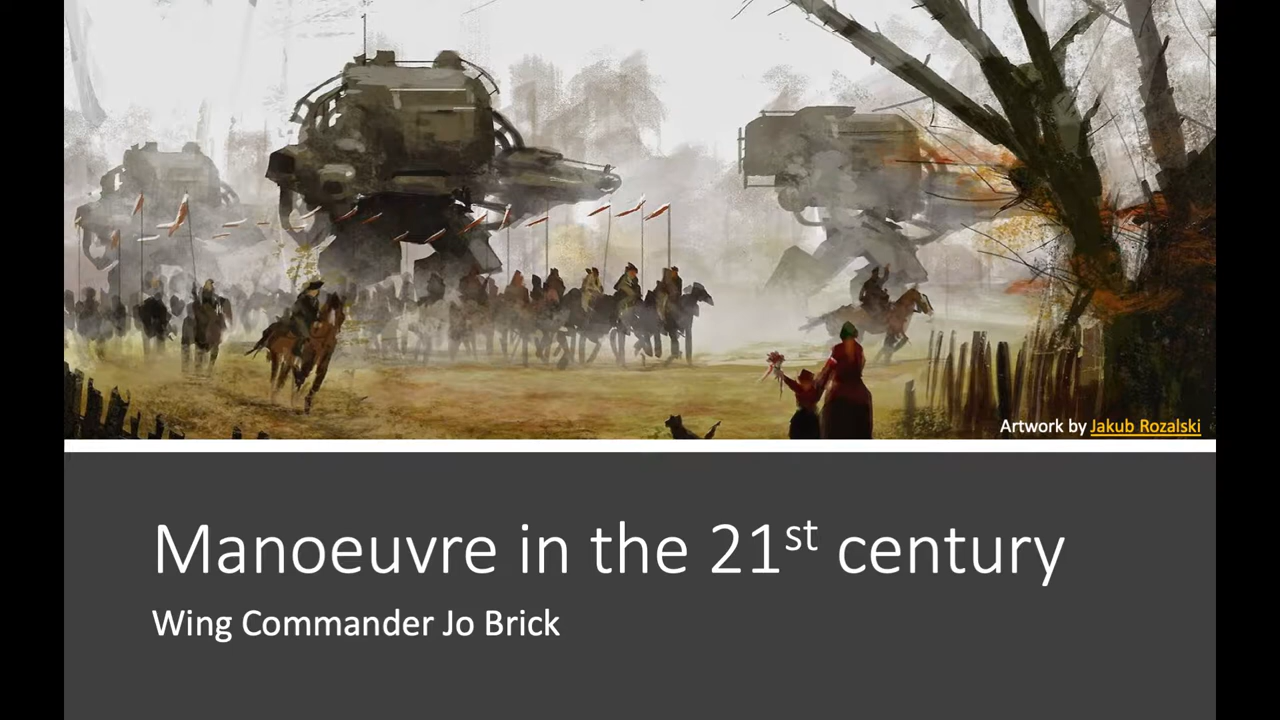 Artwork by Jakub Rozalski
Manoeuvre in the 21st century
Wing Commander Jo Brick